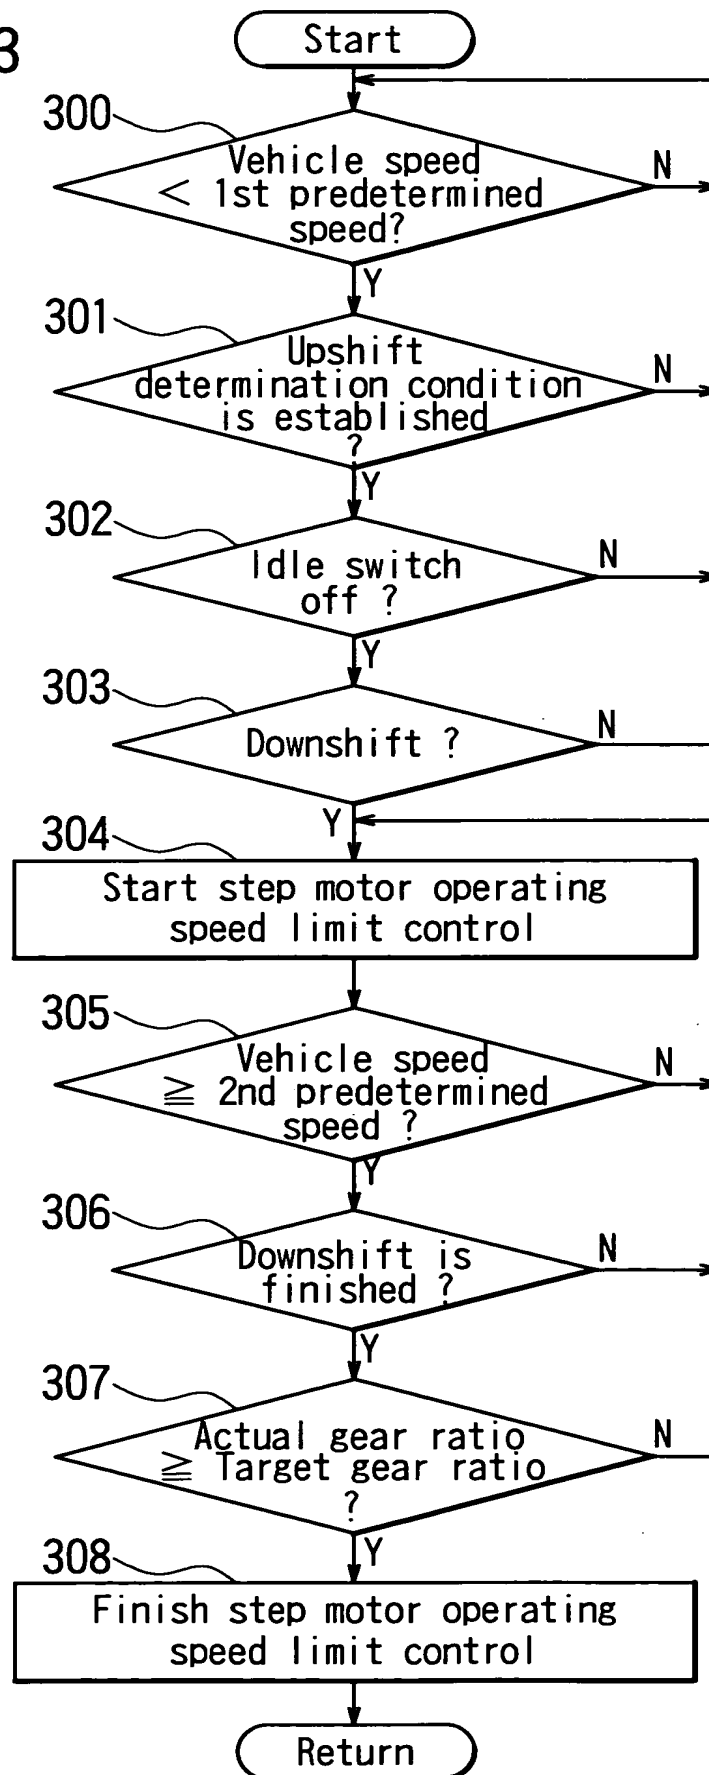 3
Start
300
Vehicle speed
< 1st predetermined
speed?
N
Y
301
Upshift
determination condition
is established
?
N
Y
302
Idle switch
off ?
N
Y
303
Downshift ?
N
Y
304
Start step motor operating
speed limit control
305
Vehicle speed
≧ 2nd predetermined
speed ?
N
Y
306
Downshift is
finished ?
N
Y
307
Actual gear ratio
≧ Target gear ratio
?
N
Y
308
Finish step motor operating
speed limit control
Return